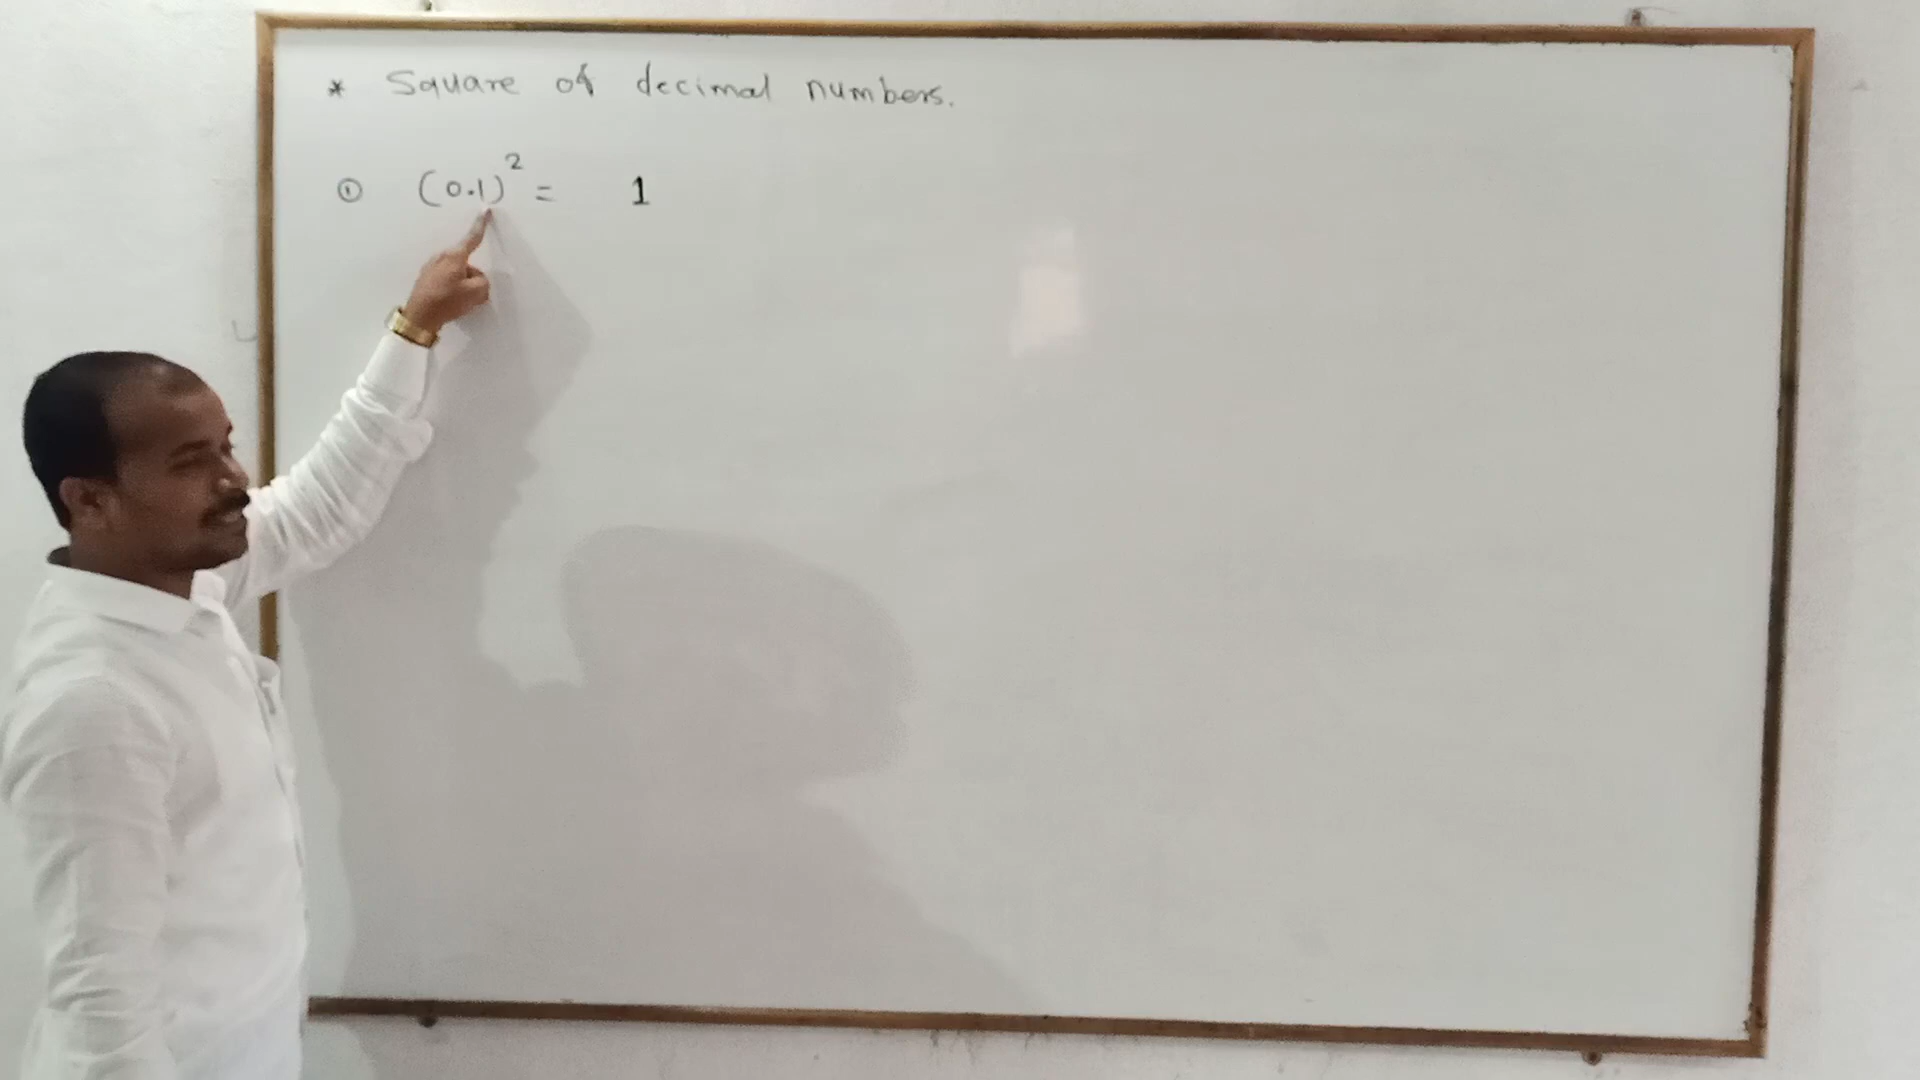 * Square of decimal numbers.
① (0.1)² = 1